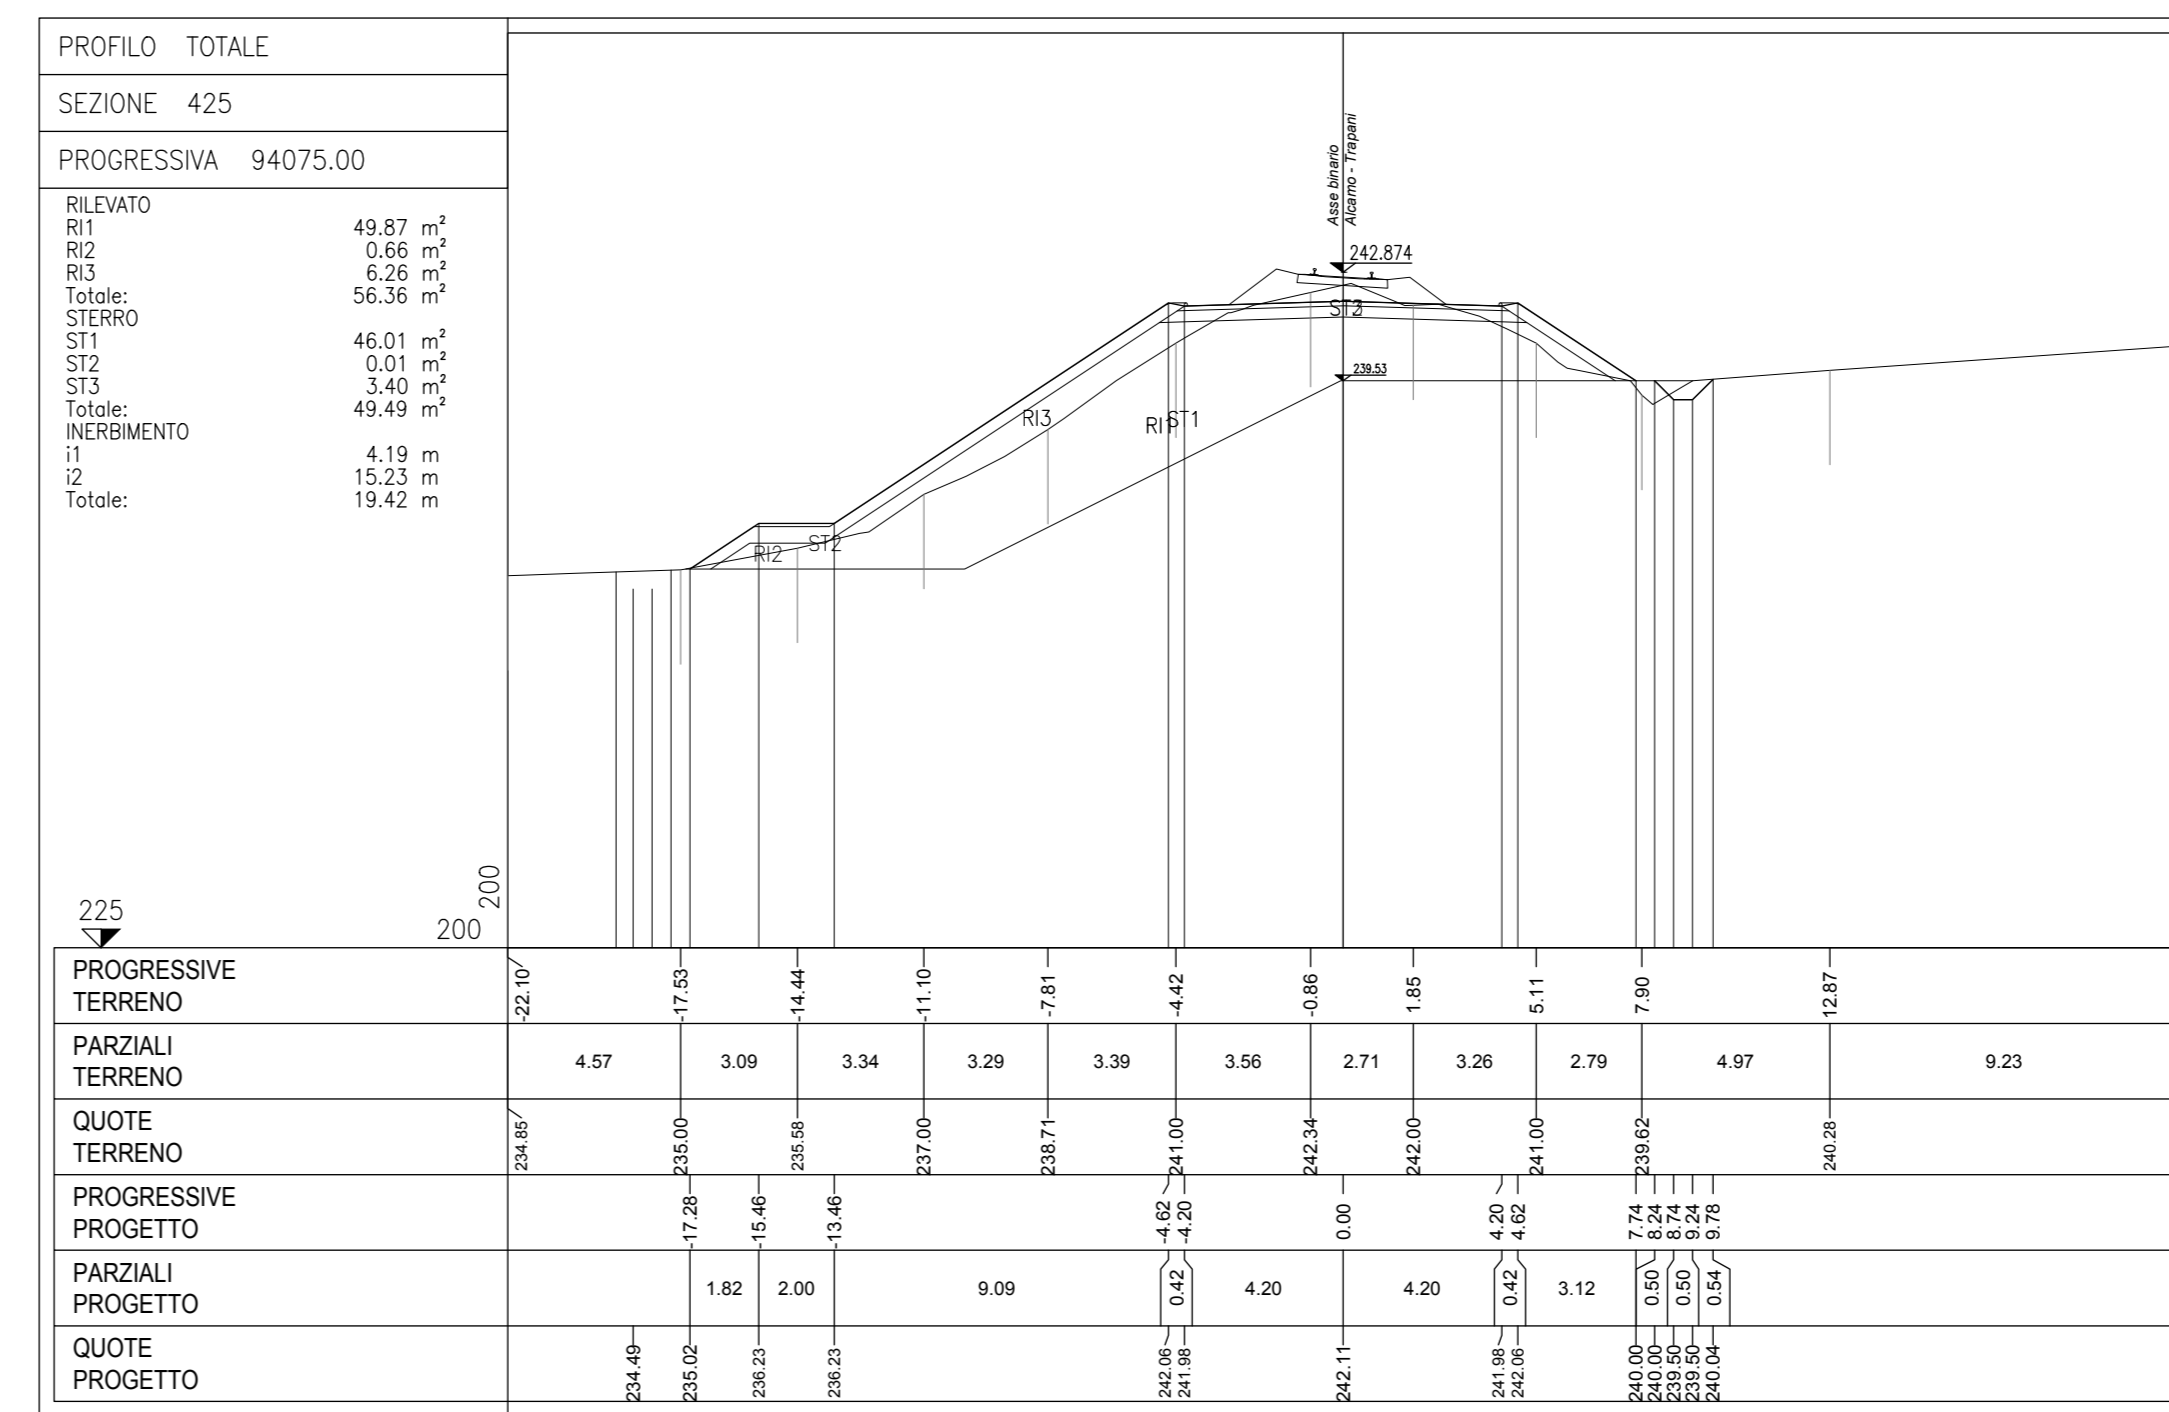 PROFILO TOTALE
SEZIONE 425
PROGRESSIVA 94075.00
RILEVATO
RI1 49.87 m²
RI2 0.66 m²
RI3 6.26 m²
Totale: 56.36 m²
STERRO
ST1 46.01 m²
ST2 0.01 m²
ST3 3.40 m²
Totale: 49.49 m²
INERBIMENTO
i1 4.19 m
i2 15.23 m
Totale: 19.42 m
Asse binario
Alcamo - Trapani
242.874
239.53
RI3
RI1
ST1
RI2
ST2
225
200
200
PROGRESSIVE TERRENO
-22.10 -17.53 -14.44 -11.10 -7.81 -4.42 -0.86 1.85 5.11 7.90 12.87
PARZIALI TERRENO
4.57 3.09 3.34 3.29 3.39 3.56 2.71 3.26 2.79 4.97 9.23
QUOTE TERRENO
234.85 235.00 235.58 237.00 238.71 241.00 242.34 242.00 241.00 239.62 240.28
PROGRESSIVE PROGETTO
-17.28 -15.46 -13.46 -4.62 -4.20 0.00 4.20 4.62 7.74 8.24 8.74 9.24 9.78
PARZIALI PROGETTO
1.82 2.00 9.09 0.42 4.20 4.20 0.42 3.12 0.50 0.50 0.54
QUOTE PROGETTO
234.49 235.02 236.23 236.23 242.06 241.98 242.11 241.98 242.06 240.00 240.00 239.50 239.50 240.04